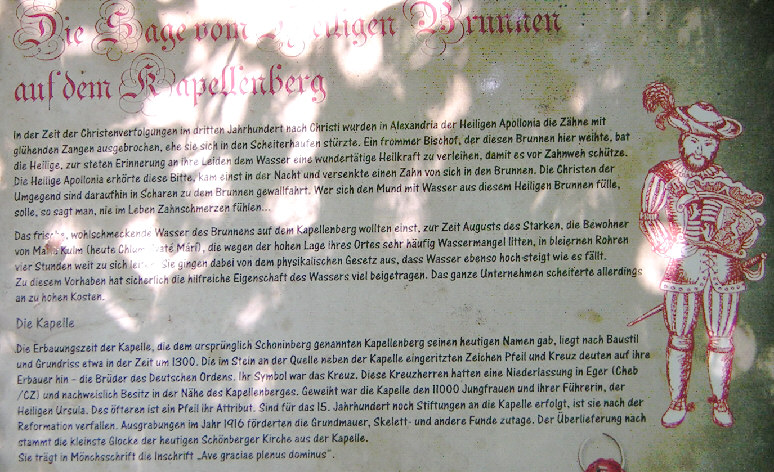 Die Sage vom Heiligen Brunnen
auf dem Kapellenberg
In der Zeit der Christenverfolgungen im dritten Jahrhundert nach Christi wurden in Alexandria der Heiligen Apollonia die Zähne mit
glühenden Zangen ausgebrochen, ehe sie sich in den Scheiterhaufen stürzte. Ein frommer Bischof, der diesen Brunnen hier weihte, bat
die Heilige, zur steten Erinnerung an ihre Leiden dem Wasser eine wundertätige Heilkraft zu verleihen, damit es vor Zahnweh schütze.
Die Heilige Apollonia erhörte diese Bitte, kam einst in der Nacht und versenkte einen Zahn von sich in den Brunnen. Die Christen der
Umgegend sind daraufhin in Scharen zu dem Brunnen gewallfahrt. Wer sich den Mund mit Wasser aus diesem Heiligen Brunnen fülle,
solle, so sagt man, nie im Leben Zahnschmerzen fühlen...
Das frische, wohlschmeckende Wasser des Brunnens auf dem Kapellenberg wollten einst, zur Zeit Augusts des Starken, die Bewohner
von Maria Kulm (heute Chlum Svaté Máří), die wegen der hohen Lage ihres Ortes sehr häufig Wassermangel litten, in bleiernen Rohren
vier Stunden weit zu sich leiten. Sie gingen dabei von dem physikalischen Gesetz aus, dass Wasser ebenso hoch steigt wie es fällt.
Zu diesem Vorhaben hat sicherlich die hilfreiche Eigenschaft des Wassers viel beigetragen. Das ganze Unternehmen scheiterte allerdings
an zu hohen Kosten.
Die Kapelle
Die Erbauungszeit der Kapelle, die dem ursprünglich Schoninberg genannten Kapellenberg seinen heutigen Namen gab, liegt nach Baustil
und Grundriss etwa in der Zeit um 1300. Die im Stein an der Quelle neben der Kapelle eingeritzten Zeichen Pfeil und Kreuz deuten auf ihre
Erbauer hin - die Brüder des Deutschen Ordens. Ihr Symbol war das Kreuz. Diese Kreuzherren hatten eine Niederlassung in Eger (Cheb
/CZ) und nachweislich Besitz in der Nähe des Kapellenberges. Geweiht war die Kapelle den 11000 Jungfrauen und ihrer Führerin, der
Heiligen Ursula. Des öfteren ist ein Pfeil ihr Attribut. Sind für das 15. Jahrhundert noch Stiftungen an die Kapelle erfolgt, ist sie nach der
Reformation verfallen. Ausgrabungen im Jahr 1916 förderten die Grundmauer, Skelett- und andere Funde zutage. Der Überlieferung nach
stammt die kleinste Glocke der heutigen Schönberger Kirche aus der Kapelle.
Sie trägt in Mönchsschrift die Inschrift „Ave graciae plenus dominus".